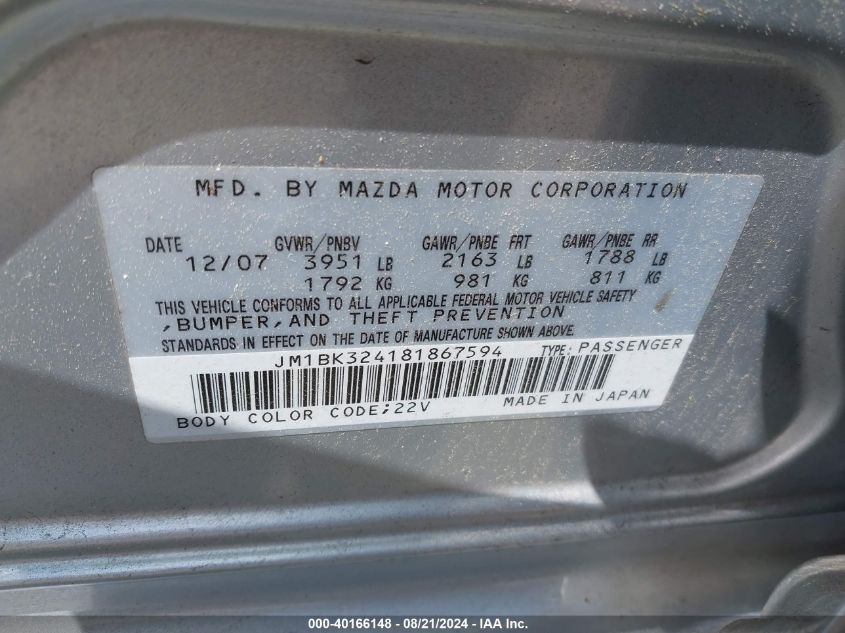 MFD. BY MAZDA MOTOR CORPORATION
DATE GVWR/PNBV GAWR/PNBE FRT GAWR/PNBE RR
12/07 3951 LB 2163 LB 1788 LB
1792 KG 981 KG 811 KG
THIS VEHICLE CONFORMS TO ALL APPLICABLE FEDERAL MOTOR VEHICLE SAFETY
,BUMPER,AND THEFT PREVENTION
STANDARDS IN EFFECT ON THE DATE OF MANUFACTURE SHOWN ABOVE.
JM1BK324181867594 TYPE: PASSENGER
BODY COLOR CODE;22V MADE IN JAPAN
000-40166148 - 08/21/2024 - IAA Inc.